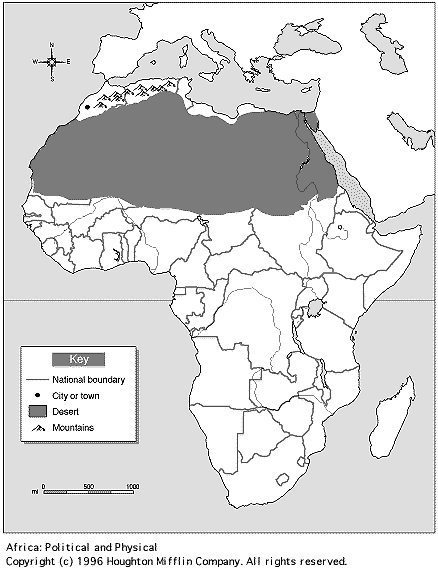 N
W E
S
Key
National boundary
City or town
Desert
Mountains
mi 0 500 1000
Africa: Political and Physical
Copyright (c) 1996 Houghton Mifflin Company. All rights reserved.